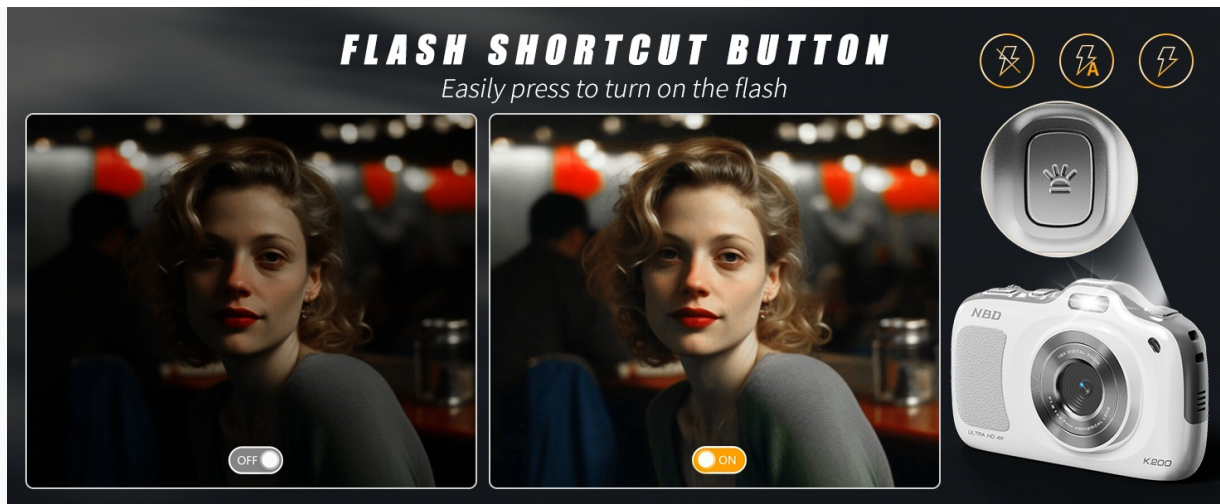 FLASH SHORTCUT BUTTON
Easily press to turn on the flash
A
OFF
ON
NBD
ULTRA HD 4K
K200